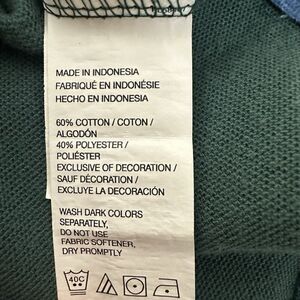 MADE IN INDONESIA
FABRIQUÉ EN INDONÉSIE
HECHO EN INDONESIA
60% COTTON / COTON /
ALGODÓN
40% POLYESTER /
POLIÉSTER
EXCLUSIVE OF DECORATION /
SAUF DÉCORATION /
EXCLUYE LA DECORACIÓN
WASH DARK COLORS
SEPARATELY,
DO NOT USE
FABRIC SOFTENER,
DRY PROMPTLY
40C